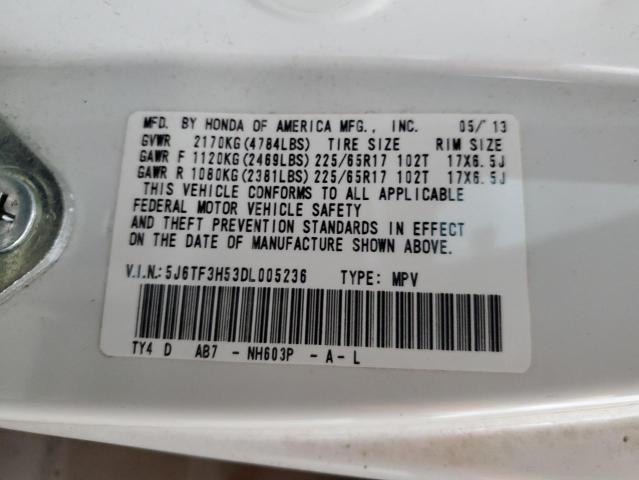 MFD. BY HONDA OF AMERICA MFG., INC. 05/13
GVWR 2170KG(4784LBS) TIRE SIZE RIM SIZE
GAWR F 1120KG(2469LBS) 225/65R17 102T 17X6.5J
GAWR R 1080KG(2381LBS) 225/65R17 102T 17X6.5J
THIS VEHICLE CONFORMS TO ALL APPLICABLE
FEDERAL MOTOR VEHICLE SAFETY
AND THEFT PREVENTION STANDARDS IN EFFECT
ON THE DATE OF MANUFACTURE SHOWN ABOVE.
V.I.N.:5J6TF3H53DL005236 TYPE: MPV
TY4 D AB7 - NH603P - A - L